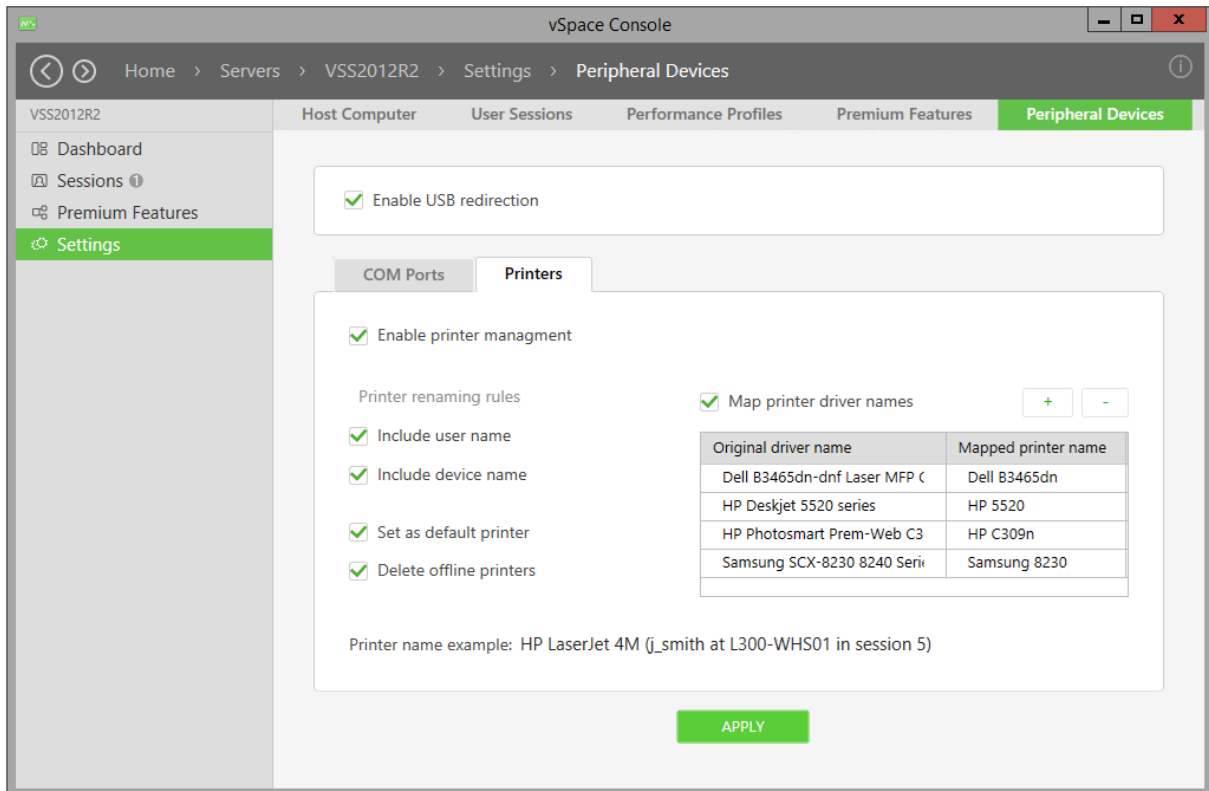 vSpace Console
Home > Servers > VSS2012R2 > Settings > Peripheral Devices
VSS2012R2
Host Computer User Sessions Performance Profiles Premium Features Peripheral Devices
Dashboard
Sessions 1
Premium Features
Settings
Enable USB redirection
COM Ports Printers
Enable printer managment
Printer renaming rules
Include user name
Include device name
Set as default printer
Delete offline printers
Map printer driver names + -
Original driver name Mapped printer name
Dell B3465dn-dnf Laser MFP Dell B3465dn
HP Deskjet 5520 series HP 5520
HP Photosmart Prem-Web C3 HP C309n
Samsung SCX-8230 8240 Seri Samsung 8230
Printer name example: HP LaserJet 4M (j_smith at L300-WHS01 in session 5)
APPLY